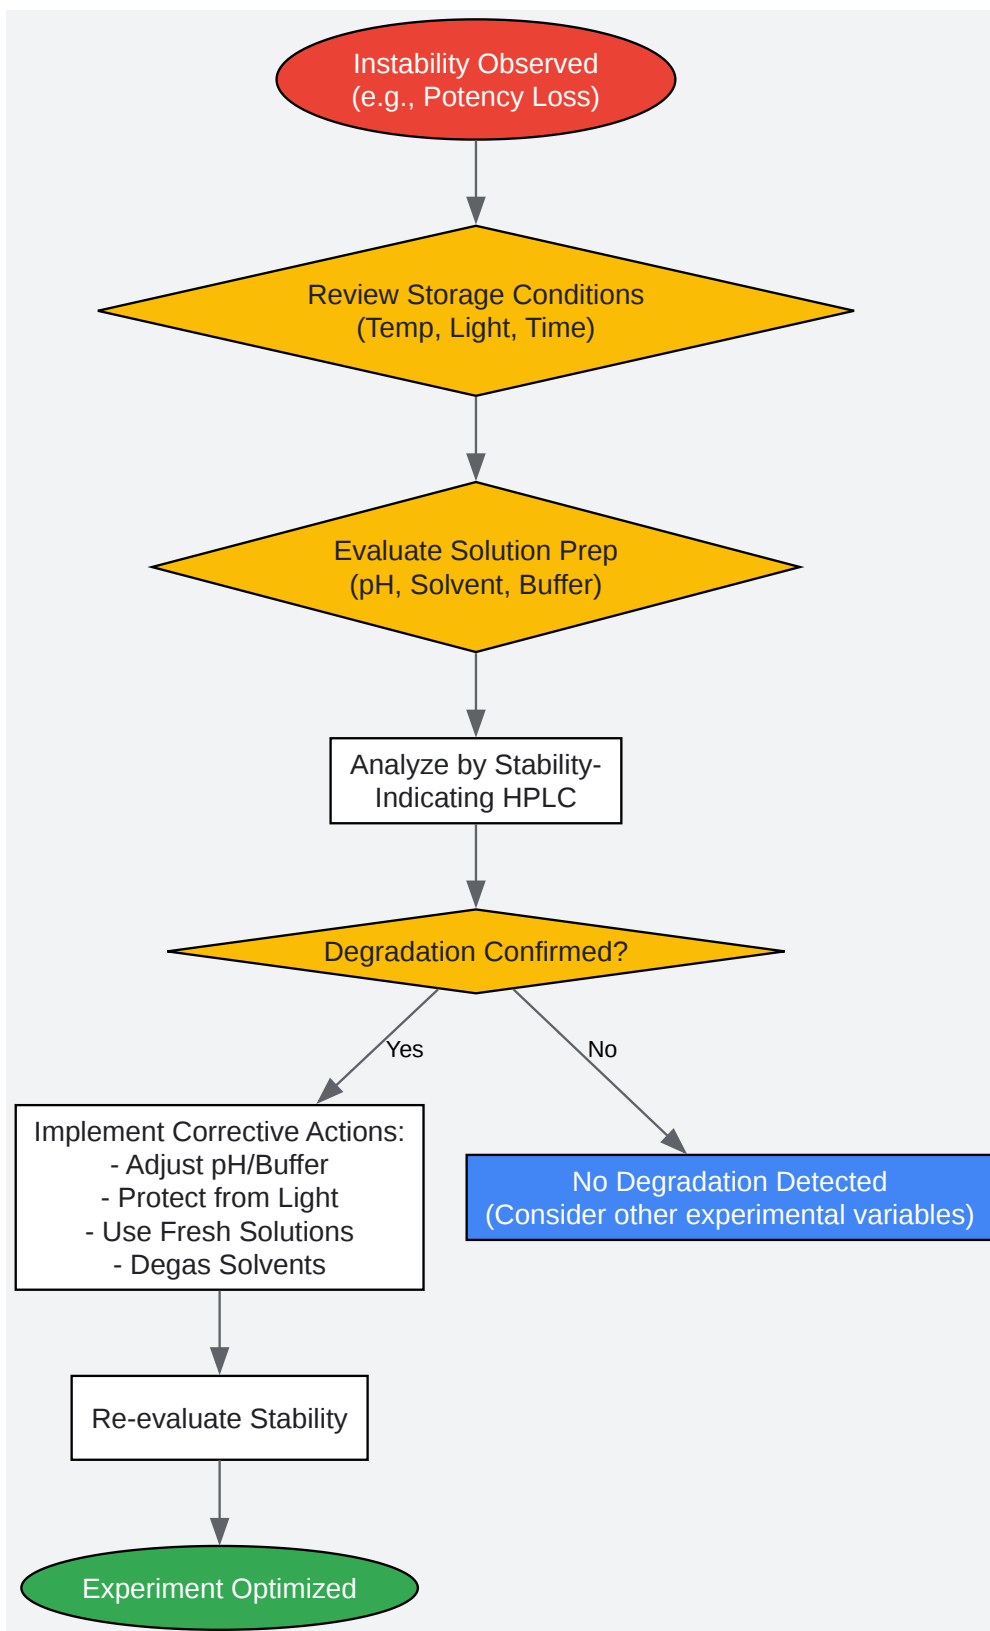 Instability Observed
(e.g., Potency Loss)
Review Storage Conditions
(Temp, Light, Time)
Evaluate Solution Prep
(pH, Solvent, Buffer)
Analyze by Stability-
Indicating HPLC
Degradation Confirmed?
Yes
No
Implement Corrective Actions:
- Adjust pH/Buffer
- Protect from Light
- Use Fresh Solutions
- Degas Solvents
No Degradation Detected
(Consider other experimental variables)
Re-evaluate Stability
Experiment Optimized